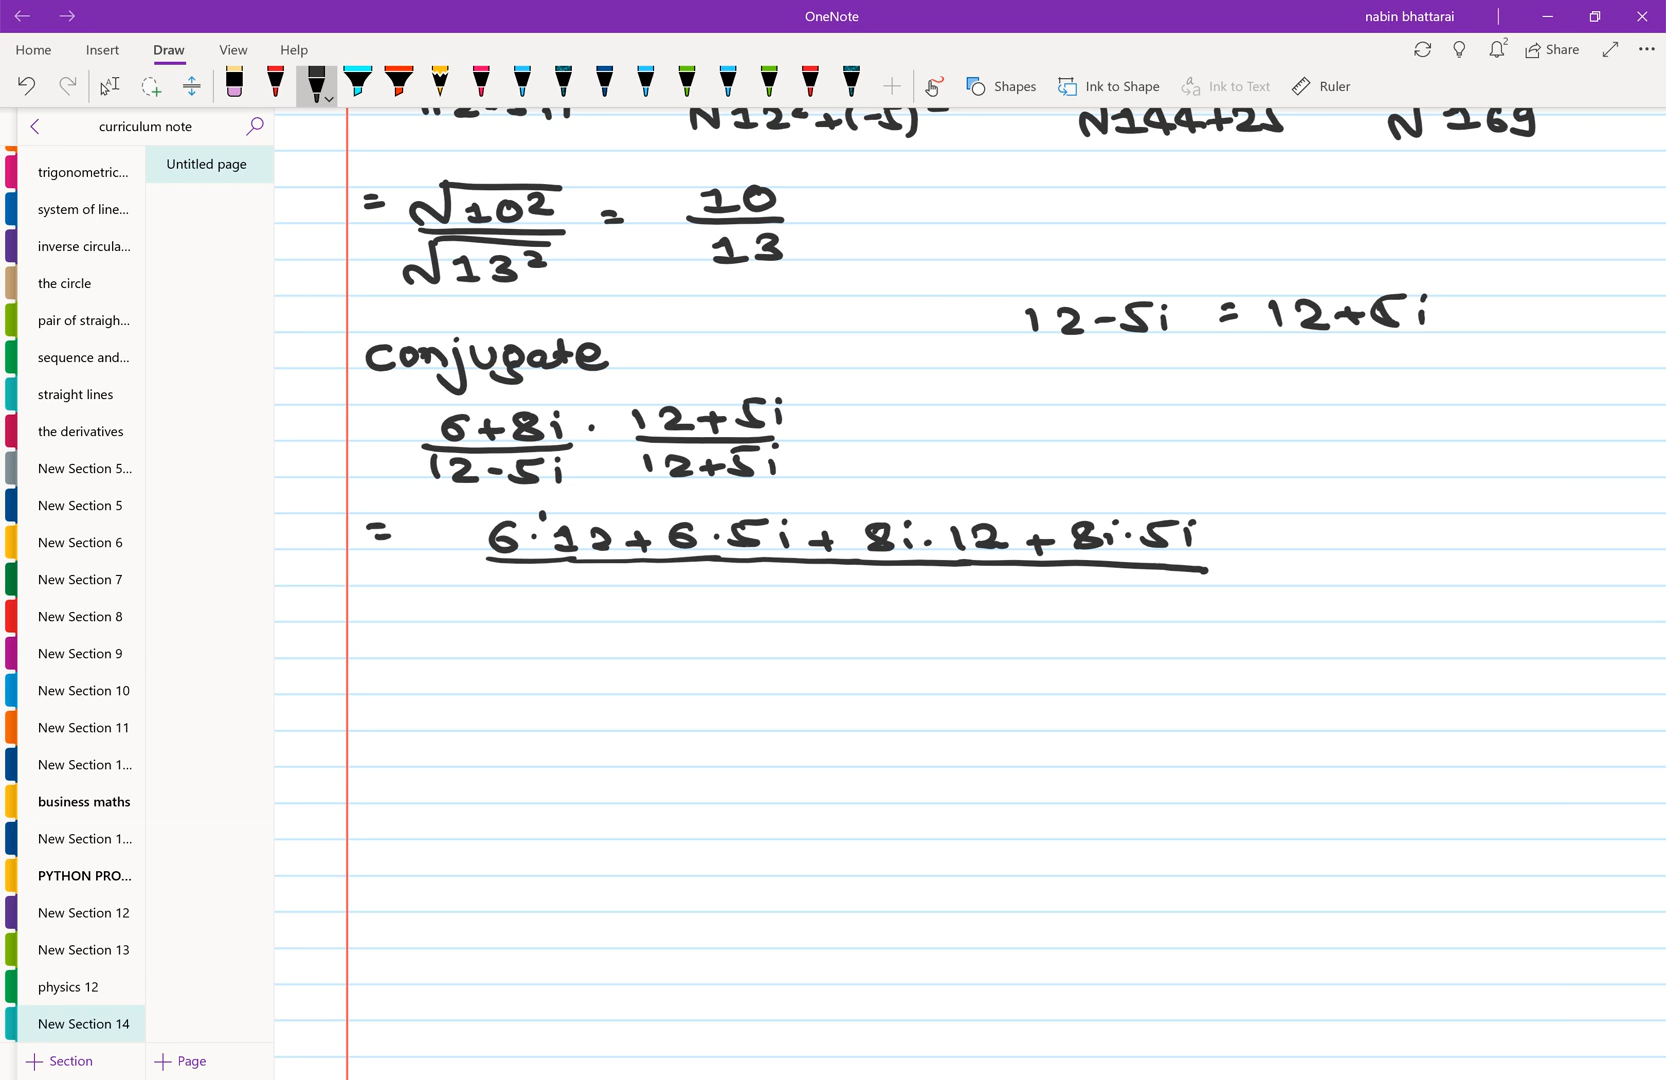 OneNote
nabin bhattarai
Home Insert Draw View Help
2
Share
Shapes
Ink to Shape
Ink to Text
Ruler
curriculum note
Untitled page
trigonometric...
system of line...
inverse circula...
the circle
pair of straigh...
sequence and...
straight lines
the derivatives
New Section 5...
New Section 5
New Section 6
New Section 7
New Section 8
New Section 9
New Section 10
New Section 11
New Section 1...
business maths
New Section 1...
PYTHON PRO...
New Section 12
New Section 13
physics 12
New Section 14
+ Section
+ Page
√12²+(-5)² √144+25 √169
= √10² / √13² = 10 / 13
12-5i = 12+5i
conjugate
6+8i / 12-5i · 12+5i / 12+5i
= 6·12 + 6·5i + 8i·12 + 8i·5i